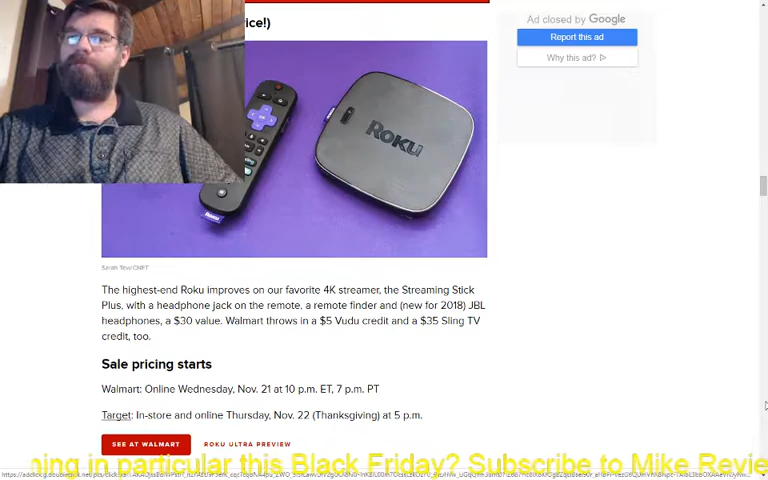 ice!)
Ad closed by Google
Report this ad
Why this ad?
Roku
Roku
Sarah Tew/CNET
The highest-end Roku improves on our favorite 4K streamer, the Streaming Stick
Plus, with a headphone jack on the remote, a remote finder and (new for 2018) JBL
headphones, a $30 value. Walmart throws in a $5 Vudu credit and a $35 Sling TV
credit, too.
Sale pricing starts
Walmart: Online Wednesday, Nov. 21 at 10 p.m. ET, 7 p.m. PT
Target: In-store and online Thursday, Nov. 22 (Thanksgiving) at 5 p.m.
SEE AT WALMART
ROKU ULTRA PREVIEW
ning in particular this Black Friday? Subscribe to Mike Revie